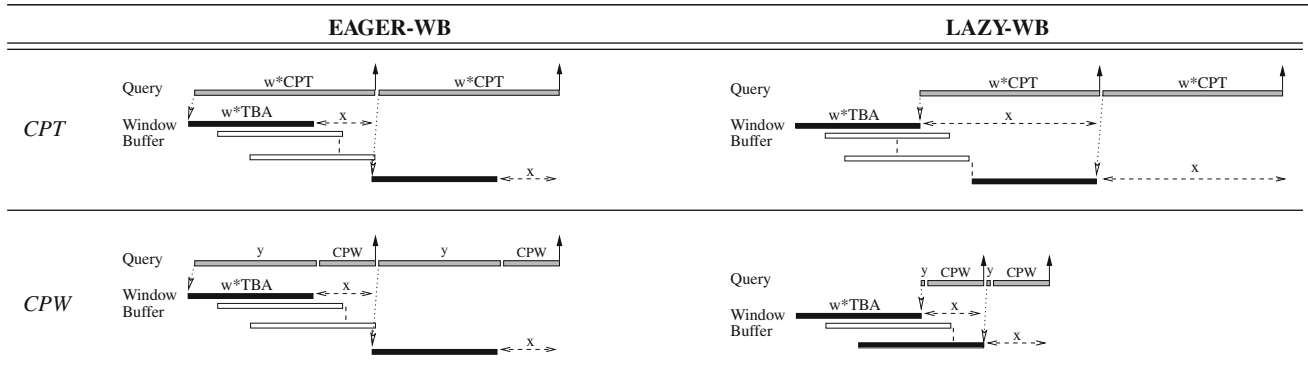 EAGER-WB LAZY-WB
CPT
Query w*CPT w*CPT
Window Buffer w*TBA x
x
Query w*CPT w*CPT
Window Buffer w*TBA x
x
CPW
Query y CPW y CPW
Window Buffer w*TBA x
x
Query y CPW y CPW
Window Buffer w*TBA x
x